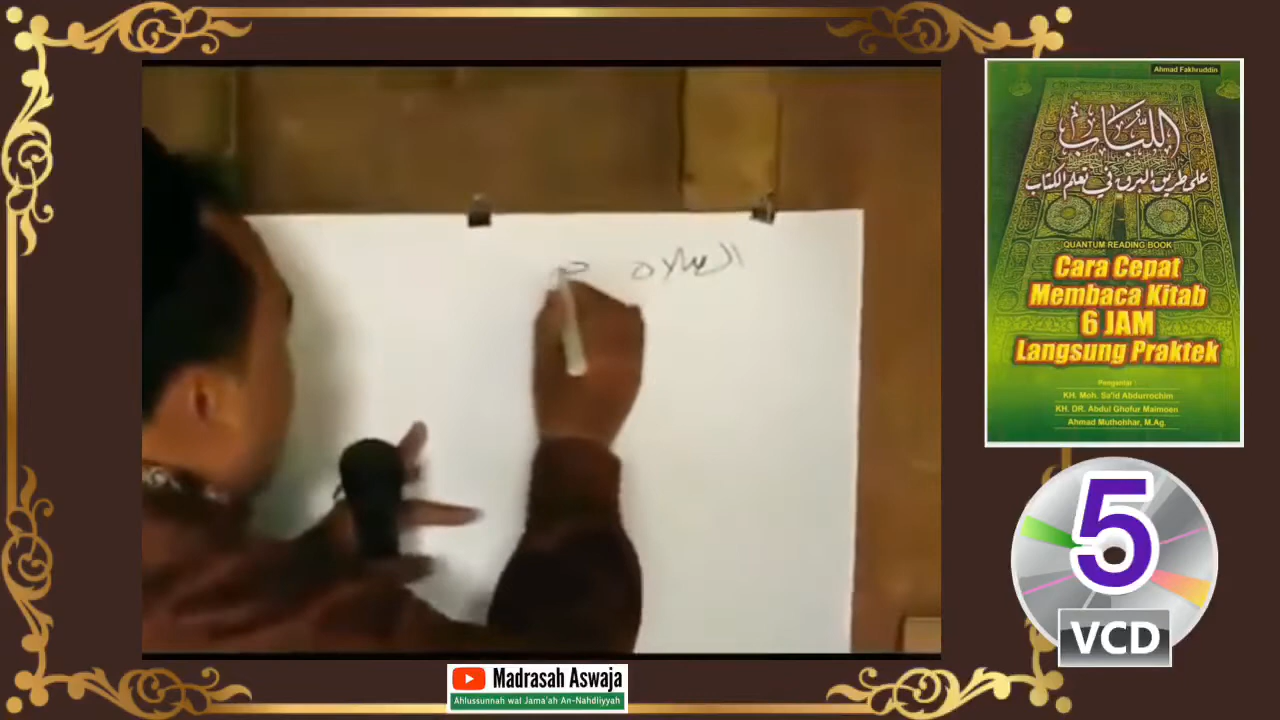 Ahmad Fakhruddin
اللباب
على طريق البرق في تعلم الكتاب
QUANTUM READING BOOK
Cara Cepat
Membaca Kitab
6 JAM
Langsung Praktek
Pengantar :
KH. Moh. Sa'id Abdurrochim
KH. DR. Abdul Ghofur Maimoen
Ahmad Muthohhar, M.Ag.
الصلاة
5
VCD
Madrasah Aswaja
Ahlussunnah wal Jama'ah An-Nahdliyyah